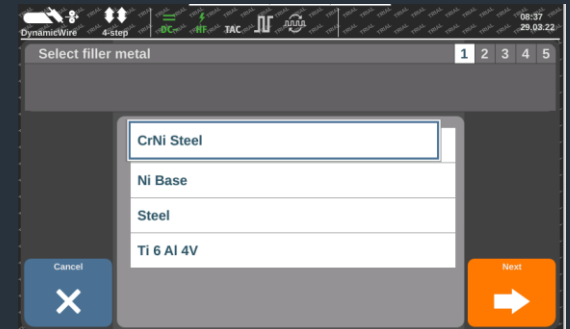 08:37
DynamicWire 4-step DC- HF TAC 29.03.22
Select filler metal 1 2 3 4 5
CrNi Steel
Ni Base
Steel
Ti 6 Al 4V
Cancel
Next